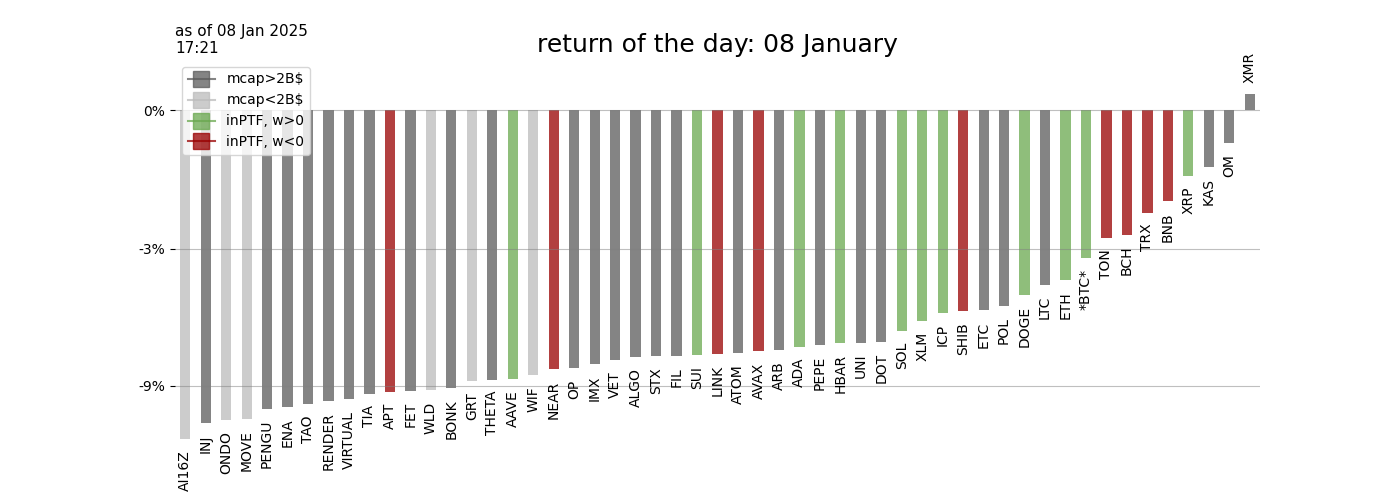 as of 08 Jan 2025
17:21
return of the day: 08 January
mcap>2B$
mcap<2B$
inPTF, w>0
inPTF, w<0
0%
-3%
-9%
AI16Z
INJ
ONDO
MOVE
PENGU
ENA
TAO
RENDER
VIRTUAL
TIA
APT
FET
WLD
BONK
GRT
THETA
AAVE
WIF
NEAR
OP
IMX
VET
ALGO
STX
FIL
SUI
LINK
ATOM
AVAX
ARB
ADA
PEPE
HBAR
UNI
DOT
SOL
XLM
ICP
SHIB
ETC
POL
DOGE
LTC
ETH
*BTC*
TON
BCH
TRX
BNB
XRP
KAS
OM
XMR